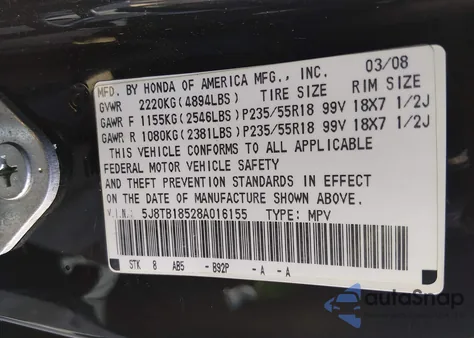 MFD. BY HONDA OF AMERICA MFG., INC. 03/08
GVWR 2220KG(4894LBS) TIRE SIZE RIM SIZE
GAWR F 1155KG(2546LBS)P235/55R18 99V 18X7 1/2J
GAWR R 1080KG(2381LBS)P235/55R18 99V 18X7 1/2J
THIS VEHICLE CONFORMS TO ALL APPLICABLE
FEDERAL MOTOR VEHICLE SAFETY
AND THEFT PREVENTION STANDARDS IN EFFECT
ON THE DATE OF MANUFACTURE SHOWN ABOVE.
V.I.N.: 5J8TB18528A016155 TYPE: MPV
STK 8 AB5 - B92P - A - A
autoSnap